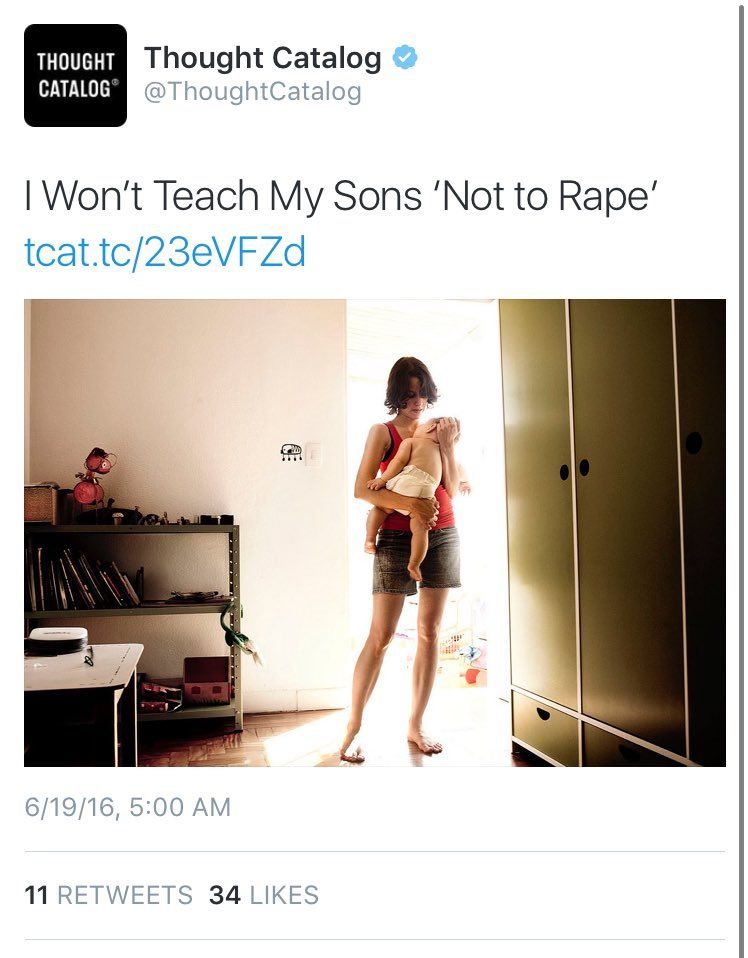 THOUGHT
CATALOG®
Thought Catalog
@ThoughtCatalog
I Won’t Teach My Sons ‘Not to Rape’
tcat.tc/23eVFZd
6/19/16, 5:00 AM
11 RETWEETS 34 LIKES